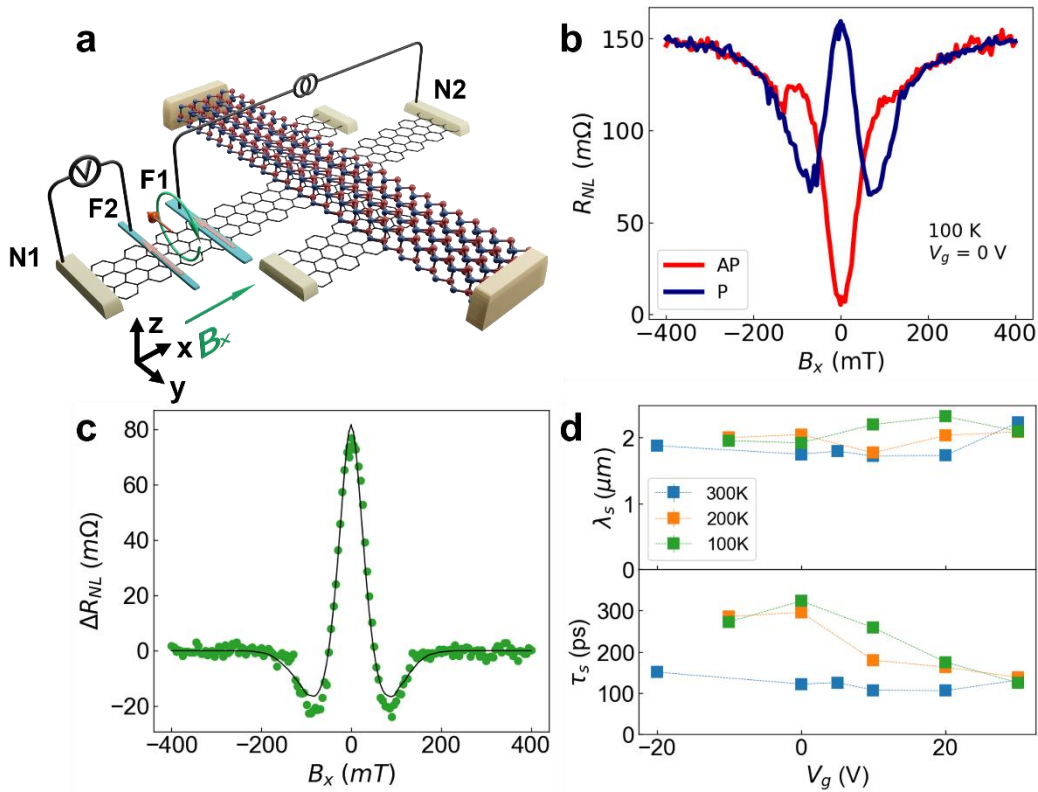 a
N2
V
F1
F2
N1
z
x
y
Bx
b
150
100
50
0
R_NL (mΩ)
100 K
V_g = 0 V
AP
P
−400
−200
0
200
400
B_x (mT)
c
80
60
40
20
0
−20
ΔR_NL (mΩ)
−400
−200
0
200
400
B_x (mT)
d
2
1
0
λ_s (μm)
300K
200K
100K
300
200
100
0
τ_s (ps)
−20
0
20
V_g (V)